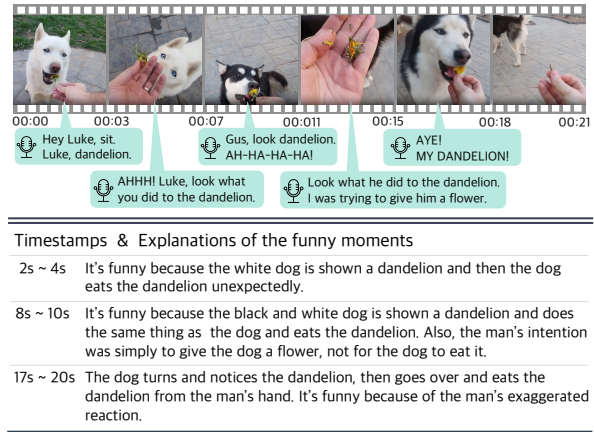 00:00 00:03 00:07 00:011 00:15 00:18 00:21
Hey Luke, sit.
Luke, dandelion.
Gus, look dandelion.
AH-HA-HA-HA!
AYE!
MY DANDELION!
AHHH! Luke, look what
you did to the dandelion.
Look what he did to the dandelion.
I was trying to give him a flower.
Timestamps & Explanations of the funny moments
2s ~ 4s It's funny because the white dog is shown a dandelion and then the dog
eats the dandelion unexpectedly.
8s ~ 10s It's funny because the black and white dog is shown a dandelion and does
the same thing as the dog and eats the dandelion. Also, the man's intention
was simply to give the dog a flower, not for the dog to eat it.
17s ~ 20s The dog turns and notices the dandelion, then goes over and eats the
dandelion from the man's hand. It's funny because of the man's exaggerated
reaction.